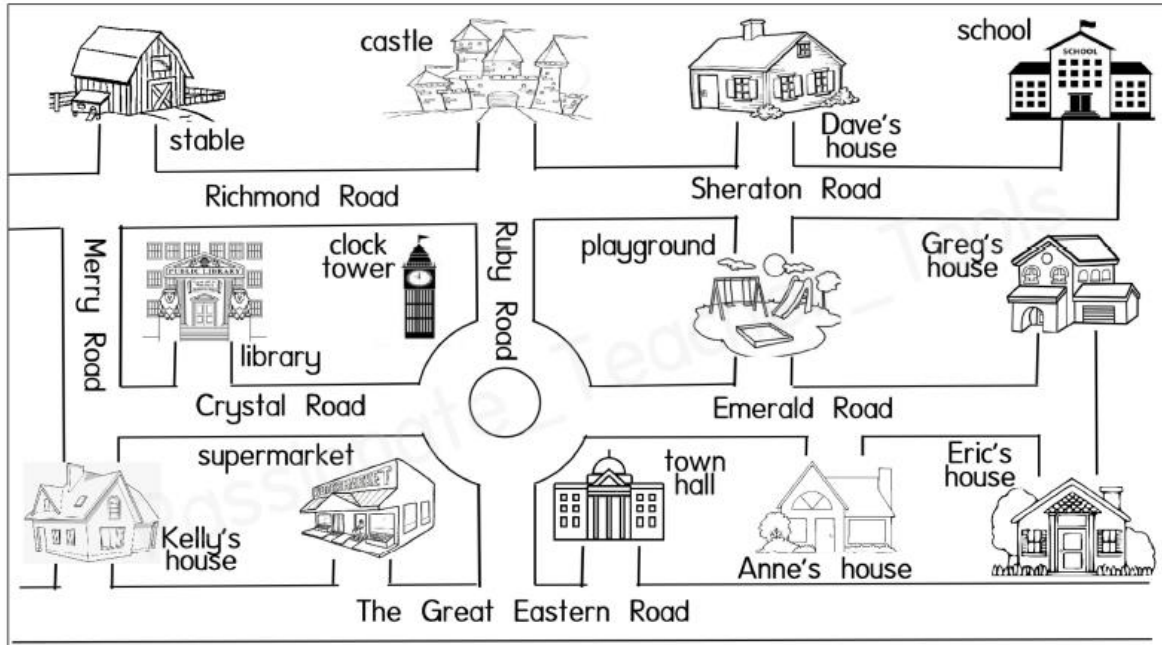 castle
school
SCHOOL
stable
Dave's
house
Richmond Road
Sheraton Road
Merry Road
PUBLIC LIBRARY
library
clock
tower
Ruby Road
playground
Greg's
house
Crystal Road
Emerald Road
supermarket
town
hall
Eric's
house
Kelly's
house
Anne's house
The Great Eastern Road
Passionate_Teacher_Tools